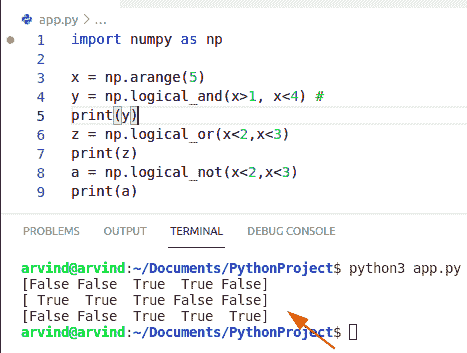 app.py > ...
1 import numpy as np
2
3 x = np.arange(5)
4 y = np.logical_and(x>1, x<4) #
5 print(y)
6 z = np.logical_or(x<2,x<3)
7 print(z)
8 a = np.logical_not(x<2,x<3)
9 print(a)
PROBLEMS OUTPUT TERMINAL DEBUG CONSOLE
arvind@arvind:~/Documents/PythonProject$ python3 app.py
[False False  True  True False]
[ True  True  True False False]
[False False  True  True  True]
arvind@arvind:~/Documents/PythonProject$